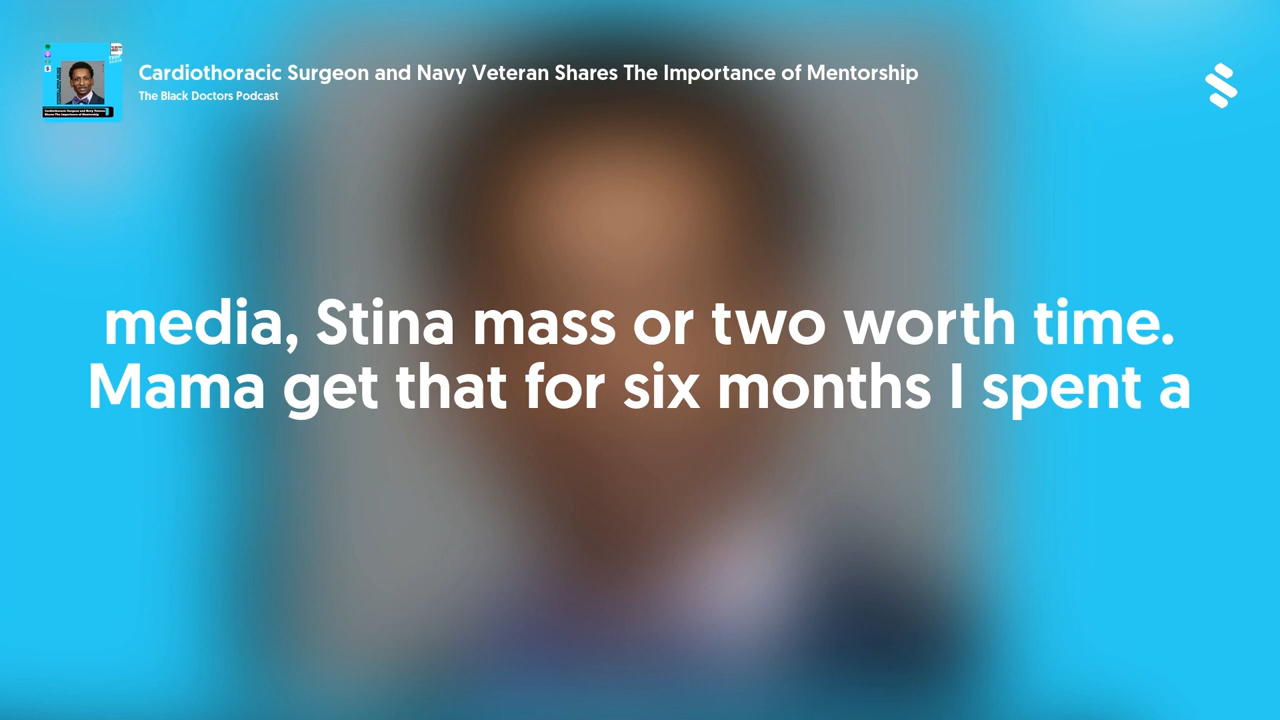 Cardiothoracic Surgeon and Navy Veteran Shares The Importance of Mentorship
The Black Doctors Podcast
media, Stina mass or two worth time.
Mama get that for six months I spent a